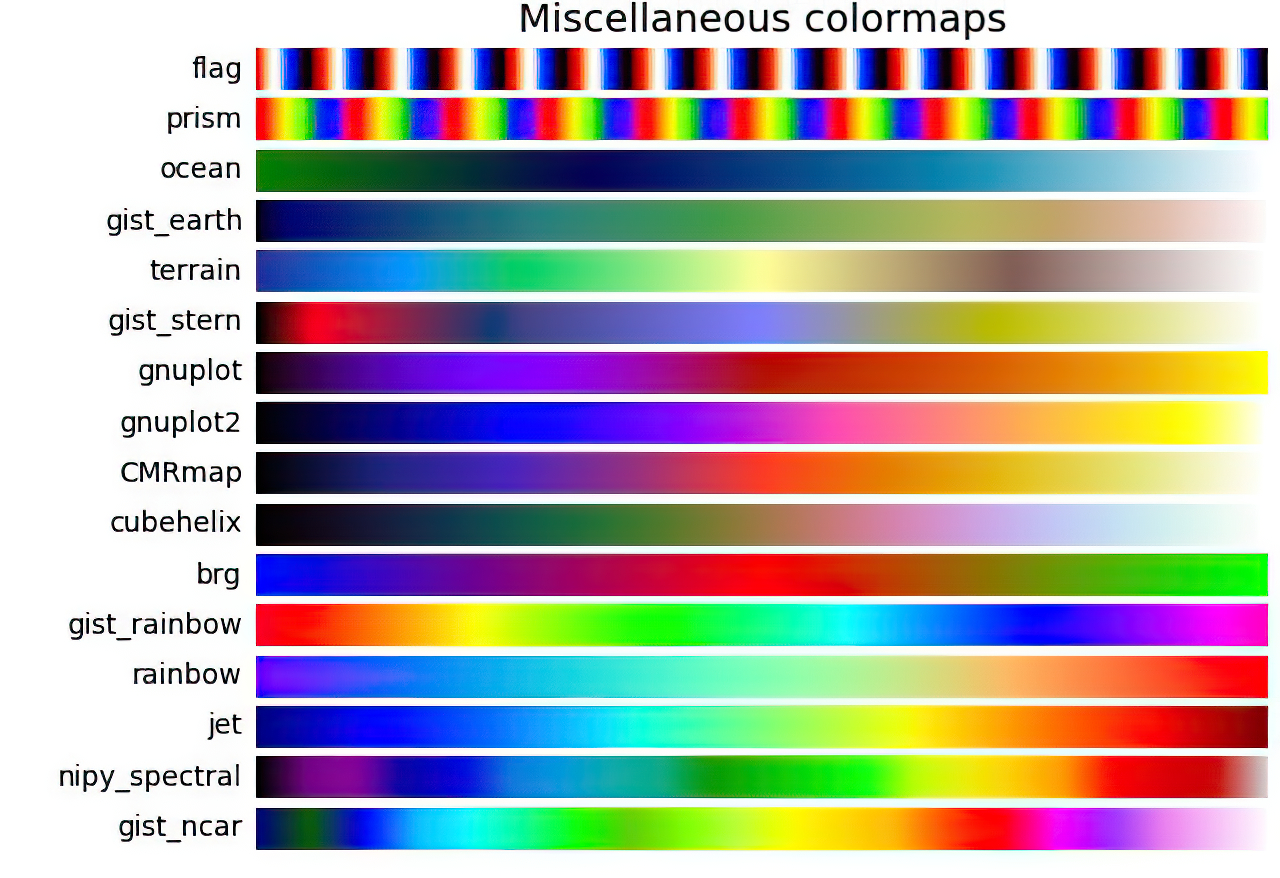 Miscellaneous colormaps
flag
prism
ocean
gist_earth
terrain
gist_stern
gnuplot
gnuplot2
CMRmap
cubehelix
brg
gist_rainbow
rainbow
jet
nipy_spectral
gist_ncar